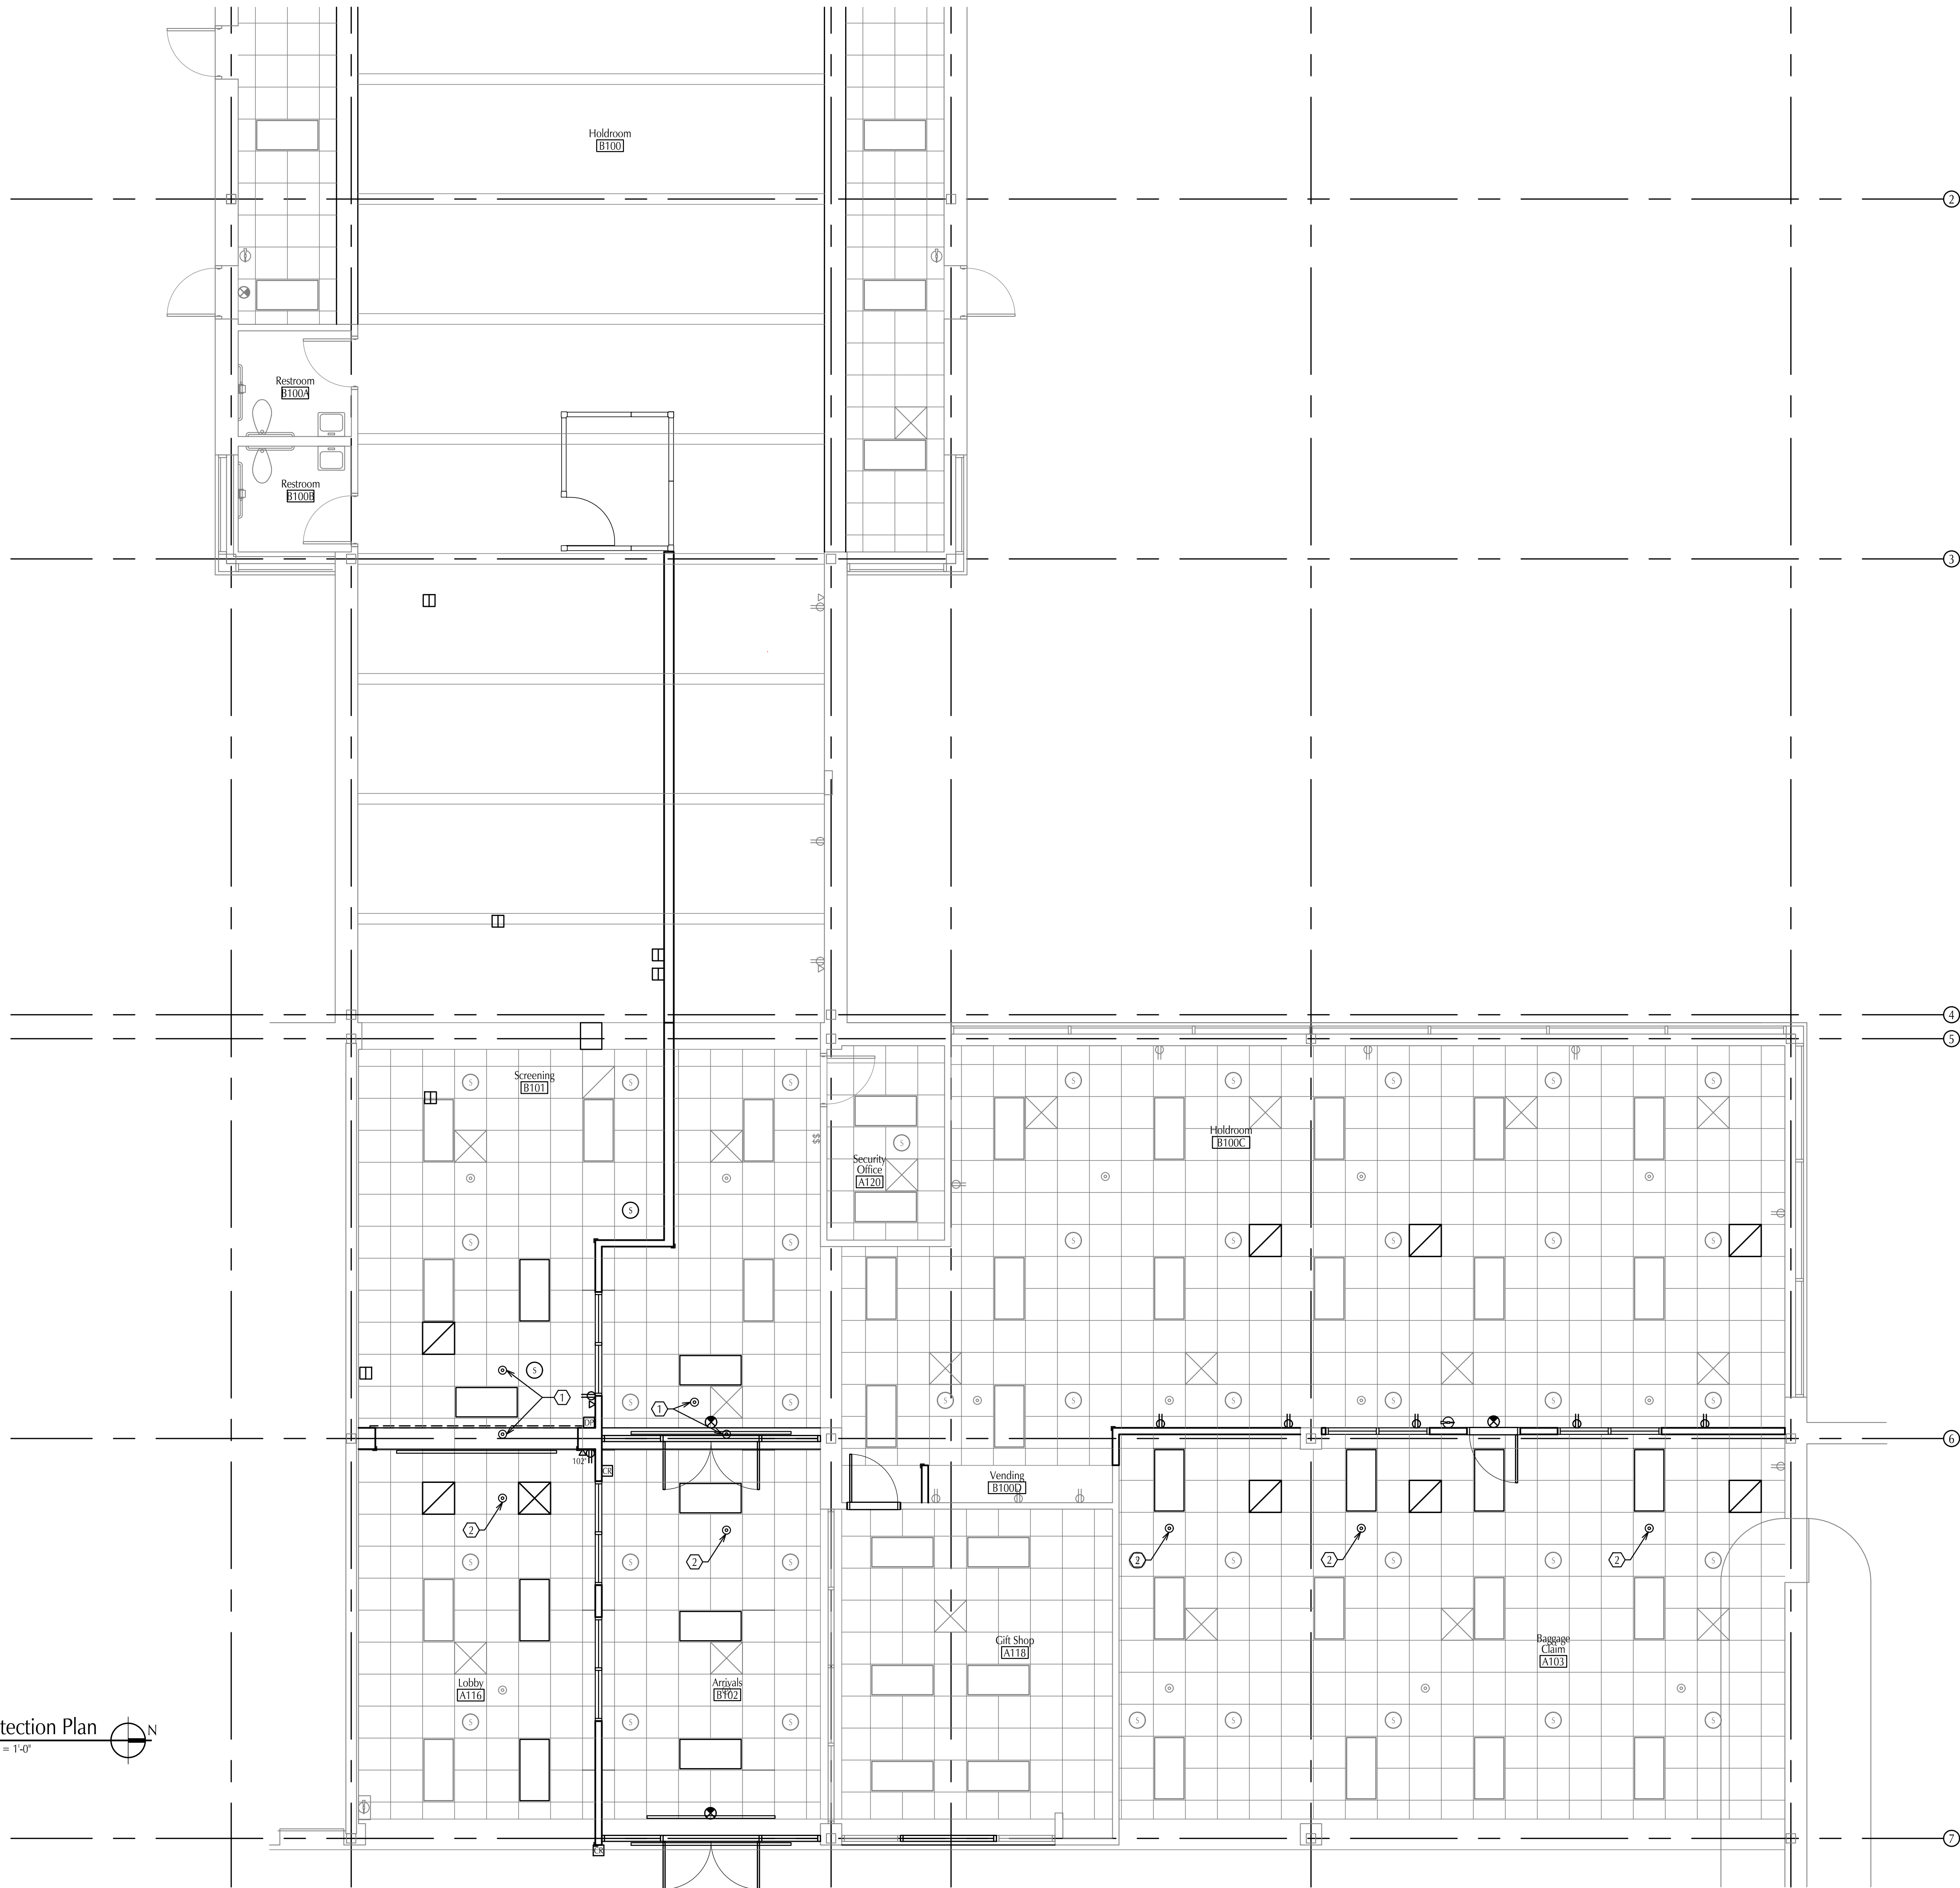 Holdroom
B100
2
Restroom
B100A
Restroom
B100B
3
4
5
Screening
B101
S
S
S
S
S
S
S
S
Holdroom
B100C
$$
S
Security
Office
A120
S
S
S
S
S
S
S
S
S
S
S
1
1
S
S
S
S
S
S
S
DP
6
102"
CR
Vending
B100D
2
2
2
2
2
S
S
S
S
S
S
S
Gift Shop
A118
Baggage
Claim
A103
Lobby
A116
Arrivals
B102
S
S
S
S
S
S
S
S
tection Plan
N
= 1'-0"
7
CR